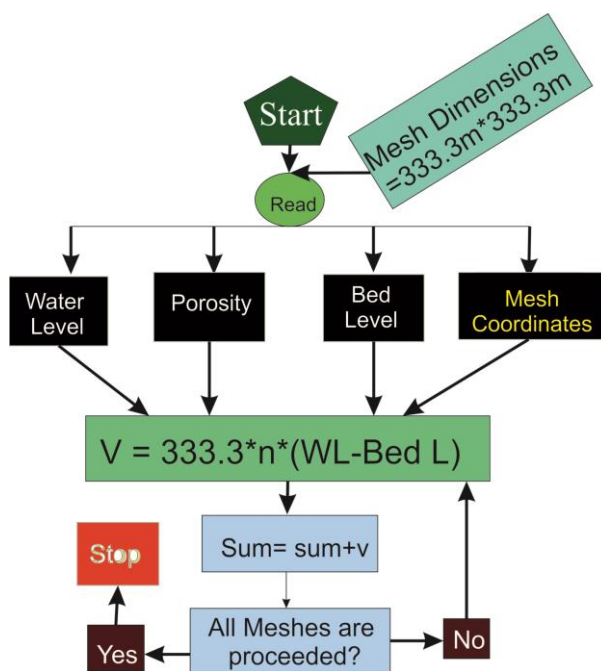 Start
Mesh Dimensions
=333.3m*333.3m
Read
Water
Level
Porosity
Bed
Level
Mesh
Coordinates
V = 333.3*n*(WL-Bed L)
Sum= sum+v
Stop
All Meshes are
proceeded?
Yes
No